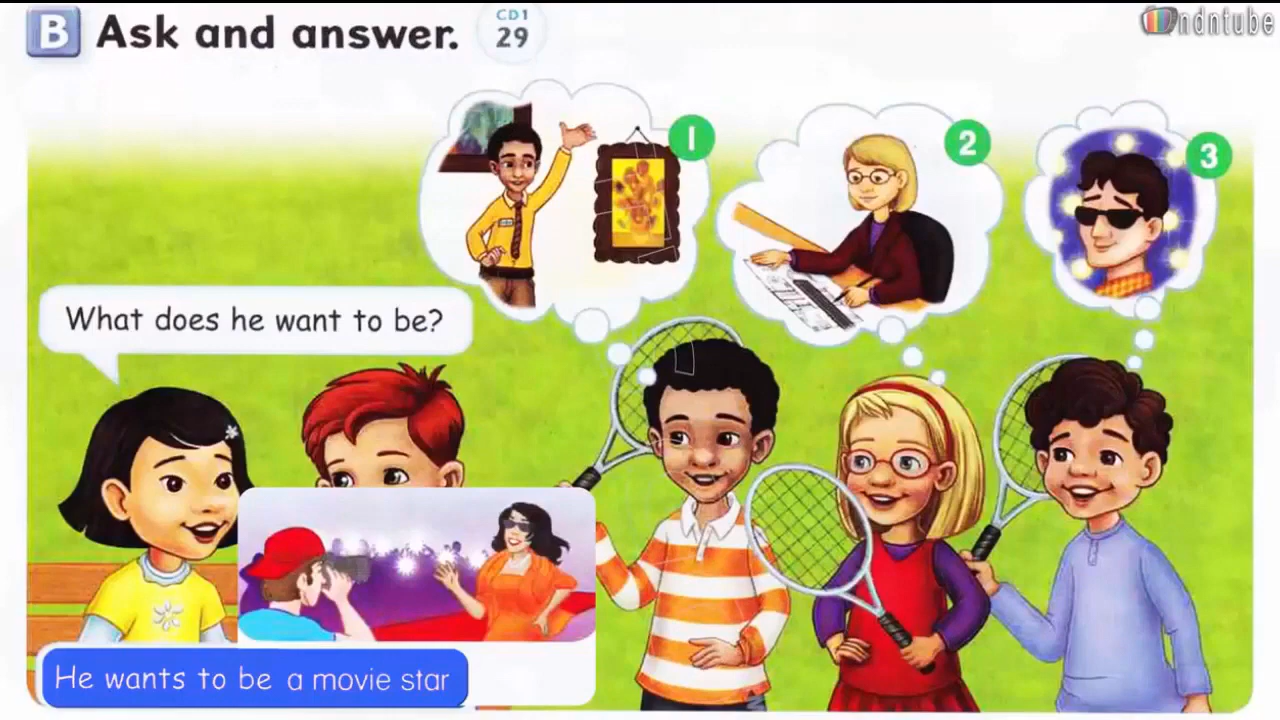 B Ask and answer.
CD1
29
ndntube
1
2
3
What does he want to be?
He wants to be a movie star